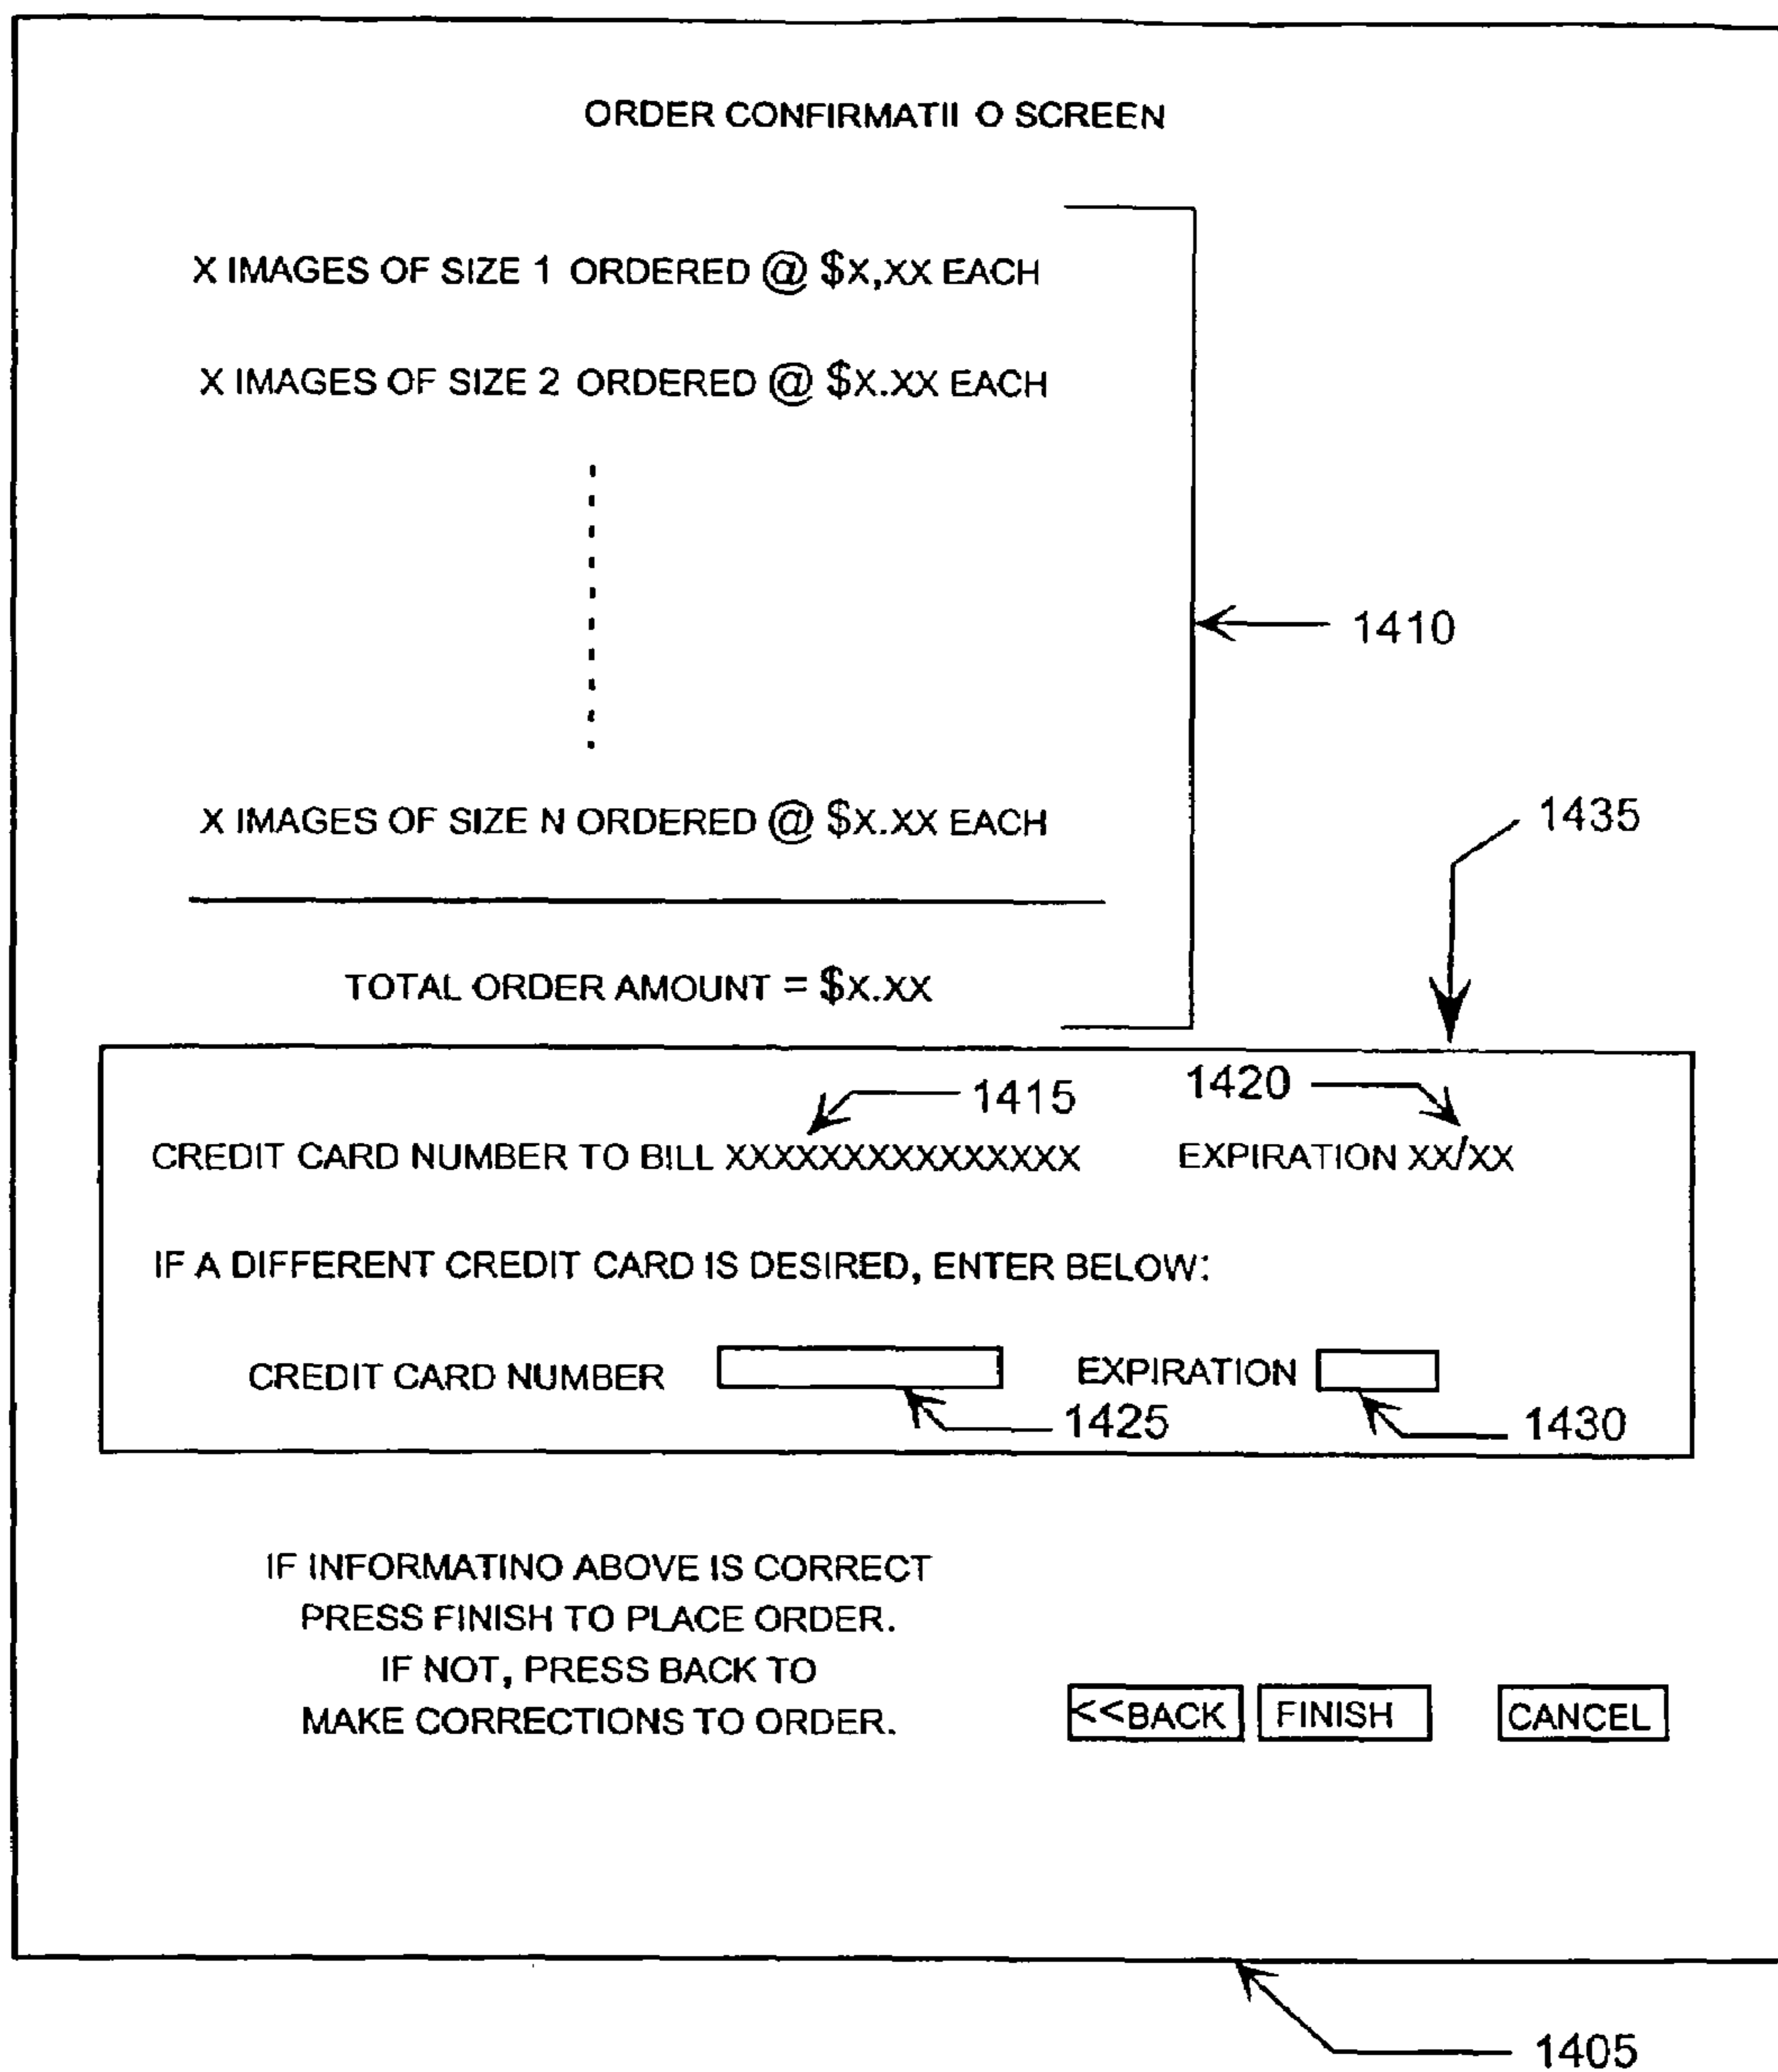 ORDER CONFIRMATII O SCREEN
X IMAGES OF SIZE 1 ORDERED @ $X,XX EACH
X IMAGES OF SIZE 2 ORDERED @ $X.XX EACH
1410
X IMAGES OF SIZE N ORDERED @ $X.XX EACH
1435
TOTAL ORDER AMOUNT = $X.XX
1415 1420
CREDIT CARD NUMBER TO BILL XXXXXXXXXXXXXXX EXPIRATION XX/XX
IF A DIFFERENT CREDIT CARD IS DESIRED, ENTER BELOW:
CREDIT CARD NUMBER EXPIRATION
1425 1430
IF INFORMATINO ABOVE IS CORRECT
PRESS FINISH TO PLACE ORDER.
IF NOT, PRESS BACK TO
MAKE CORRECTIONS TO ORDER. <<BACK FINISH CANCEL
1405